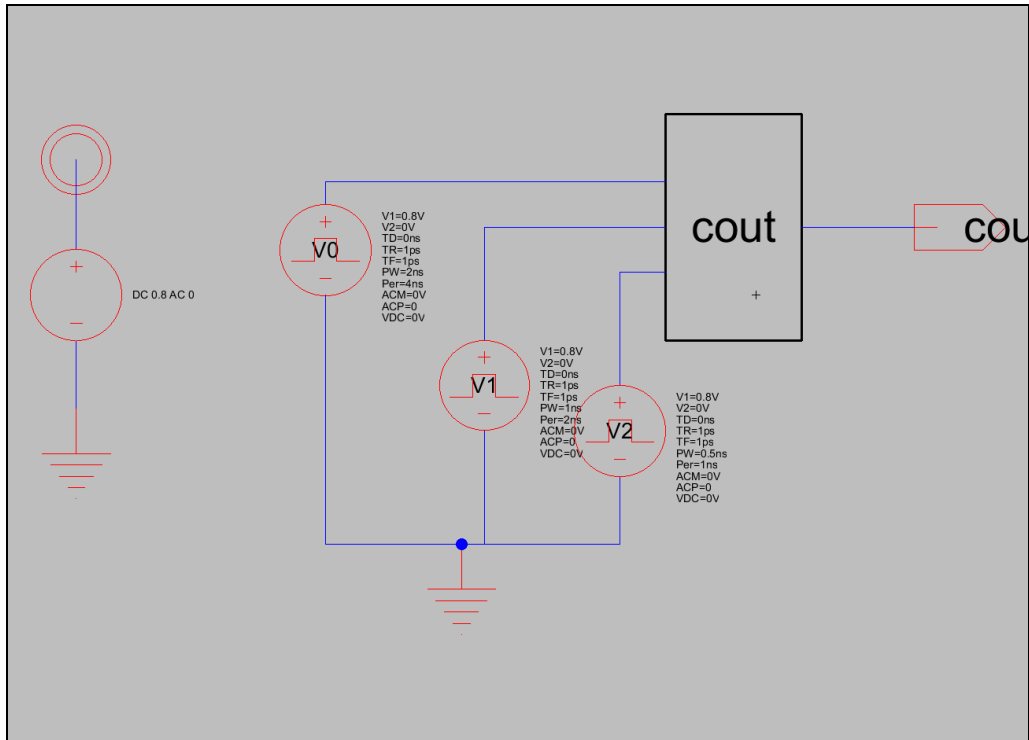 DC 0.8 AC 0
V0
V1=0.8V
V2=0V
TD=0ns
TR=1ps
TF=1ps
PW=2ns
Per=4ns
ACM=0V
ACP=0
VDC=0V
V1
V1=0.8V
V2=0V
TD=0ns
TR=1ps
TF=1ps
PW=1ns
Per=2ns
ACM=0V
ACP=0
VDC=0V
V2
V1=0.8V
V2=0V
TD=0ns
TR=1ps
TF=1ps
PW=0.5ns
Per=1ns
ACM=0V
ACP=0
VDC=0V
cout
cou